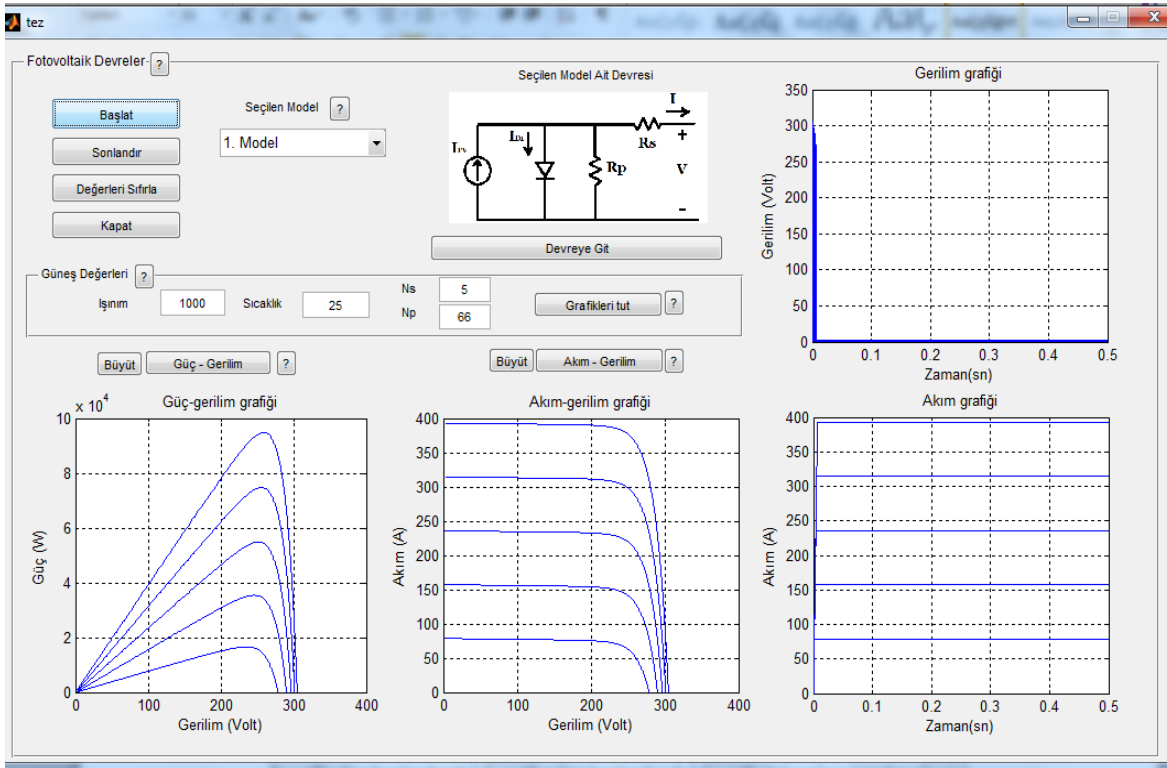 tez
Fotovoltaik Devreler
?
Başlat
Sonlandır
Değerleri Sıfırla
Kapat
Seçilen Model
?
1. Model
Seçilen Model Ait Devresi
I
Rs
+
Rp
V
-
Devreye Git
Güneş Değerleri
?
Işınım
1000
Sıcaklık
25
Ns
5
Np
66
Grafikleri tut
?
Büyüt
Güç - Gerilim
?
Büyüt
Akım - Gerilim
?
Gerilim grafiği
Gerilim (Volt)
350
300
250
200
150
100
50
0
0 0.1 0.2 0.3 0.4 0.5
Zaman(sn)
Güç-gerilim grafiği
x 10^4
Güç (W)
10
8
6
4
2
0
0 100 200 300 400
Gerilim (Volt)
Akım-gerilim grafiği
Akım (A)
400
350
300
250
200
150
100
50
0
0 100 200 300 400
Gerilim (Volt)
Akım grafiği
Akım (A)
400
350
300
250
200
150
100
50
0
0 0.1 0.2 0.3 0.4 0.5
Zaman(sn)